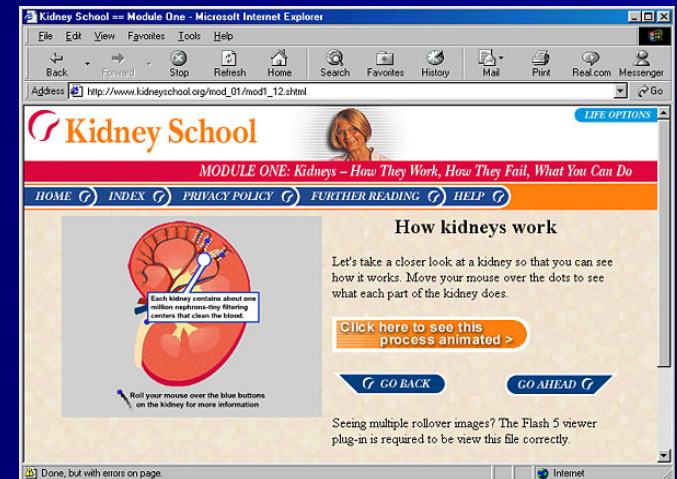 Kidney School == Module One - Microsoft Internet Explorer
File Edit View Favorites Tools Help
Back Forward Stop Refresh Home Search Favorites History Mail Print Real.com Messenger
Address http://www.kidneyschool.org/mod_01/mod1_12.shtml Go
Kidney School
LIFE OPTIONS
MODULE ONE: Kidneys – How They Work, How They Fail, What You Can Do
HOME INDEX PRIVACY POLICY FURTHER READING HELP
Each kidney contains about one
million nephrons-tiny filtering
centers that clean the blood.
Roll your mouse over the blue buttons
on the kidney for more information
How kidneys work
Let's take a closer look at a kidney so that you can see
how it works. Move your mouse over the dots to see
what each part of the kidney does.
Click here to see this
process animated >
GO BACK GO AHEAD
Seeing multiple rollover images? The Flash 5 viewer
plug-in is required to be view this file correctly.
Done, but with errors on page. Internet